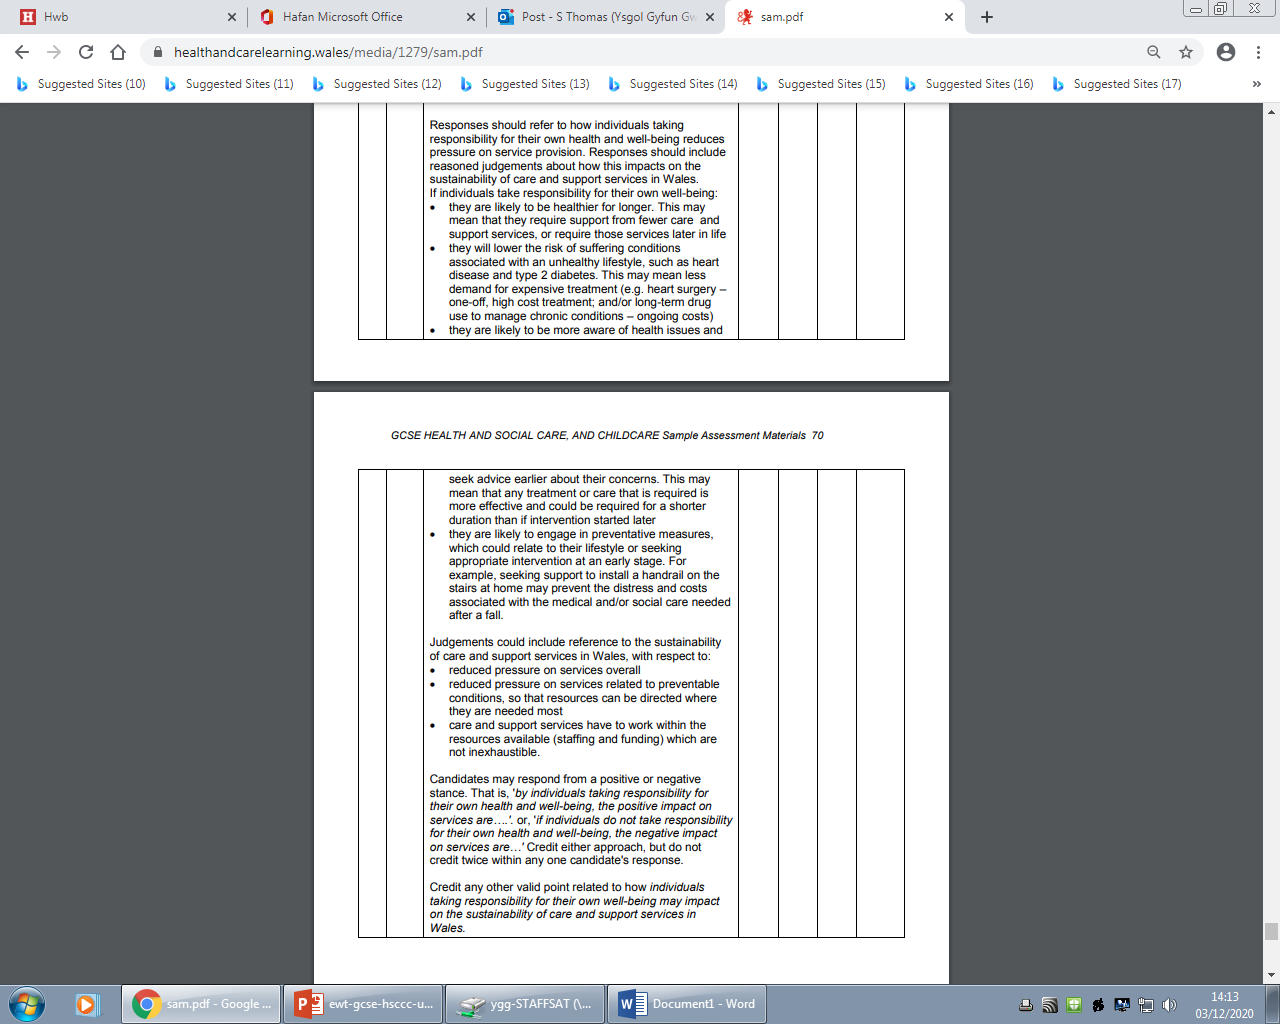 Hwb
Hafan Microsoft Office
Post - S Thomas (Ysgol Gyfun Gw
sam.pdf
healthandcarelearning.wales/media/1279/sam.pdf
Suggested Sites (10)
Suggested Sites (11)
Suggested Sites (12)
Suggested Sites (13)
Suggested Sites (14)
Suggested Sites (15)
Suggested Sites (16)
Suggested Sites (17)
Responses should refer to how individuals taking
responsibility for their own health and well-being reduces
pressure on service provision. Responses should include
reasoned judgements about how this impacts on the
sustainability of care and support services in Wales.
If individuals take responsibility for their own well-being:
• they are likely to be healthier for longer. This may
mean that they require support from fewer care and
support services, or require those services later in life
• they will lower the risk of suffering conditions
associated with an unhealthy lifestyle, such as heart
disease and type 2 diabetes. This may mean less
demand for expensive treatment (e.g. heart surgery –
one-off, high cost treatment; and/or long-term drug
use to manage chronic conditions – ongoing costs)
• they are likely to be more aware of health issues and
GCSE HEALTH AND SOCIAL CARE, AND CHILDCARE Sample Assessment Materials 70
seek advice earlier about their concerns. This may
mean that any treatment or care that is required is
more effective and could be required for a shorter
duration than if intervention started later
• they are likely to engage in preventative measures,
which could relate to their lifestyle or seeking
appropriate intervention at an early stage. For
example, seeking support to install a handrail on the
stairs at home may prevent the distress and costs
associated with the medical and/or social care needed
after a fall.
Judgements could include reference to the sustainability
of care and support services in Wales, with respect to:
• reduced pressure on services overall
• reduced pressure on services related to preventable
conditions, so that resources can be directed where
they are needed most
• care and support services have to work within the
resources available (staffing and funding) which are
not inexhaustible.
Candidates may respond from a positive or negative
stance. That is, 'by individuals taking responsibility for
their own health and well-being, the positive impact on
services are….'. or, 'if individuals do not take responsibility
for their own health and well-being, the negative impact
on services are…' Credit either approach, but do not
credit twice within any one candidate's response.
Credit any other valid point related to how individuals
taking responsibility for their own well-being may impact
on the sustainability of care and support services in
Wales.
sam.pdf - Google ...
ewt-gcse-hsccc-u...
ygg-STAFFSAT (\...
Document1 - Word
14:13
03/12/2020